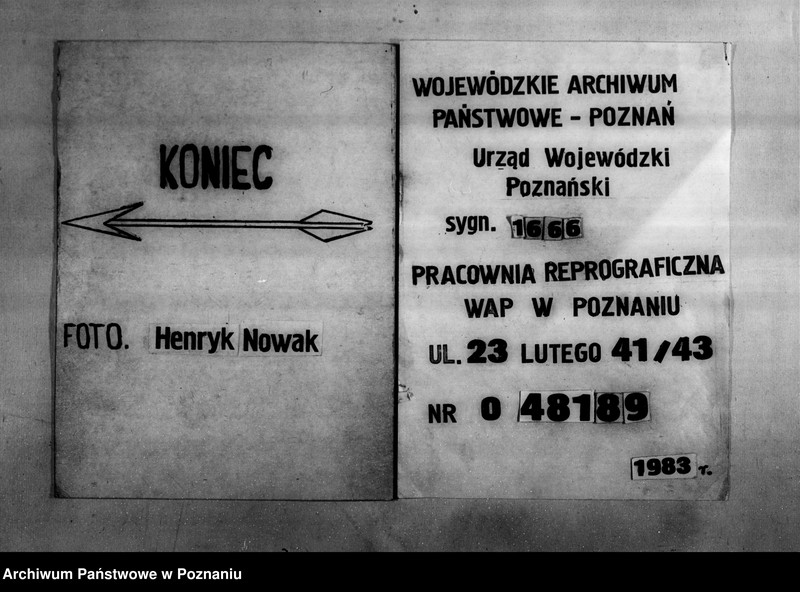 KONIEC
FOTO. Henryk Nowak
WOJEWÓDZKIE ARCHIWUM
PAŃSTWOWE - POZNAŃ
Urząd Wojewódzki
Poznański
sygn. 1666
PRACOWNIA REPROGRAFICZNA
WAP W POZNANIU
UL. 23 LUTEGO 41/43
NR 0 48189
1983 r.
Archiwum Państwowe w Poznaniu